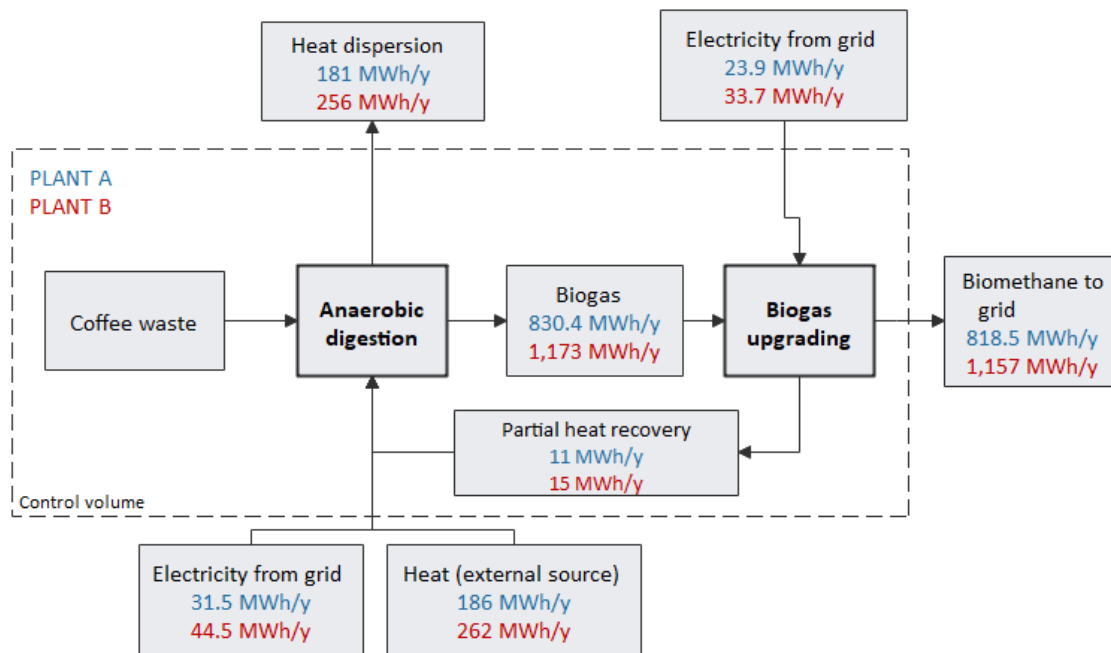 Heat dispersion
181 MWh/y
256 MWh/y
Electricity from grid
23.9 MWh/y
33.7 MWh/y
PLANT A
PLANT B
Coffee waste
Anaerobic
digestion
Biogas
830.4 MWh/y
1,173 MWh/y
Biogas
upgrading
Biomethane to
grid
818.5 MWh/y
1,157 MWh/y
Partial heat recovery
11 MWh/y
15 MWh/y
Control volume
Electricity from grid
31.5 MWh/y
44.5 MWh/y
Heat (external source)
186 MWh/y
262 MWh/y